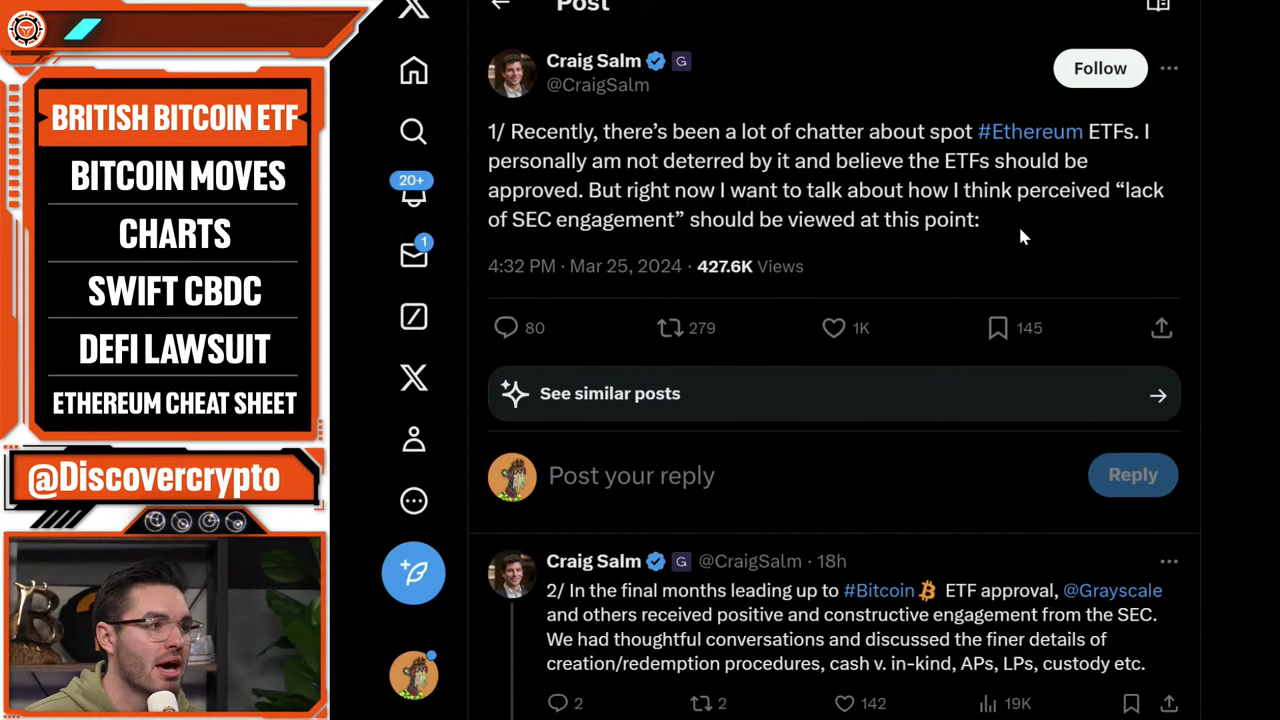 BRITISH BITCOIN ETF
BITCOIN MOVES
CHARTS
SWIFT CBDC
DEFI LAWSUIT
ETHEREUM CHEAT SHEET
@Discovercrypto
Post
Craig Salm G
@CraigSalm
Follow
1/ Recently, there’s been a lot of chatter about spot #Ethereum ETFs. I
personally am not deterred by it and believe the ETFs should be
approved. But right now I want to talk about how I think perceived “lack
of SEC engagement” should be viewed at this point:
4:32 PM · Mar 25, 2024 · 427.6K Views
80 279 1K 145
See similar posts
Post your reply
Reply
20+
1
Craig Salm G @CraigSalm · 18h
2/ In the final months leading up to #Bitcoin ETF approval, @Grayscale
and others received positive and constructive engagement from the SEC.
We had thoughtful conversations and discussed the finer details of
creation/redemption procedures, cash v. in-kind, APs, LPs, custody etc.
2 2 142 19K